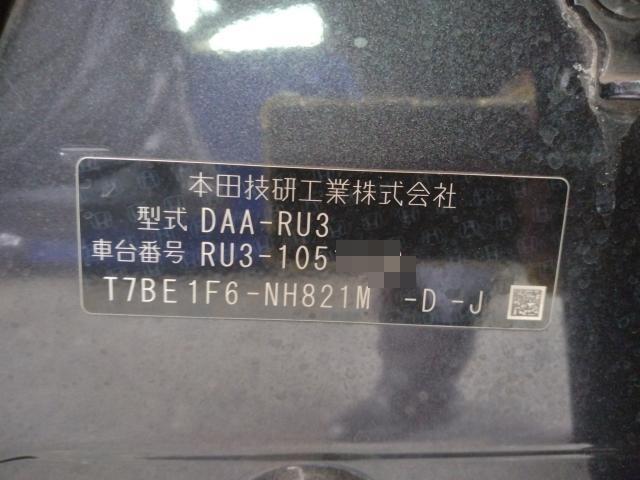 本田技研工業株式会社
型式 DAA-RU3
車台番号 RU3-105
T7BE1F6-NH821M -D-J